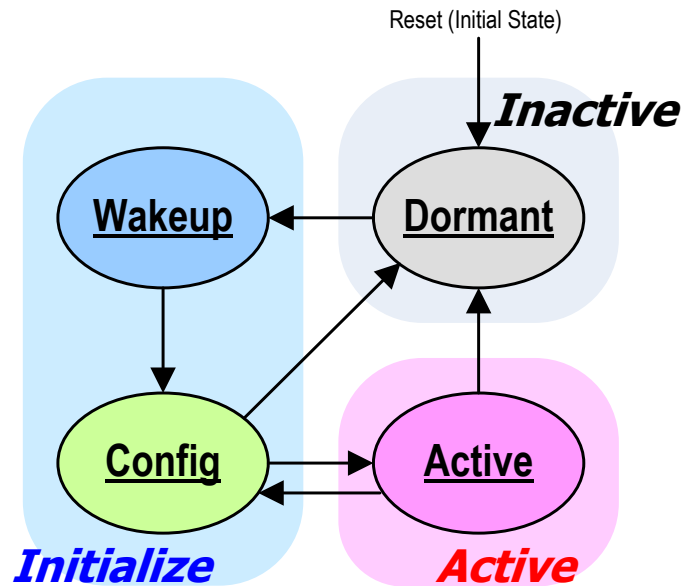 Reset (Initial State)
Inactive
Wakeup
Dormant
Config
Active
Initialize
Active